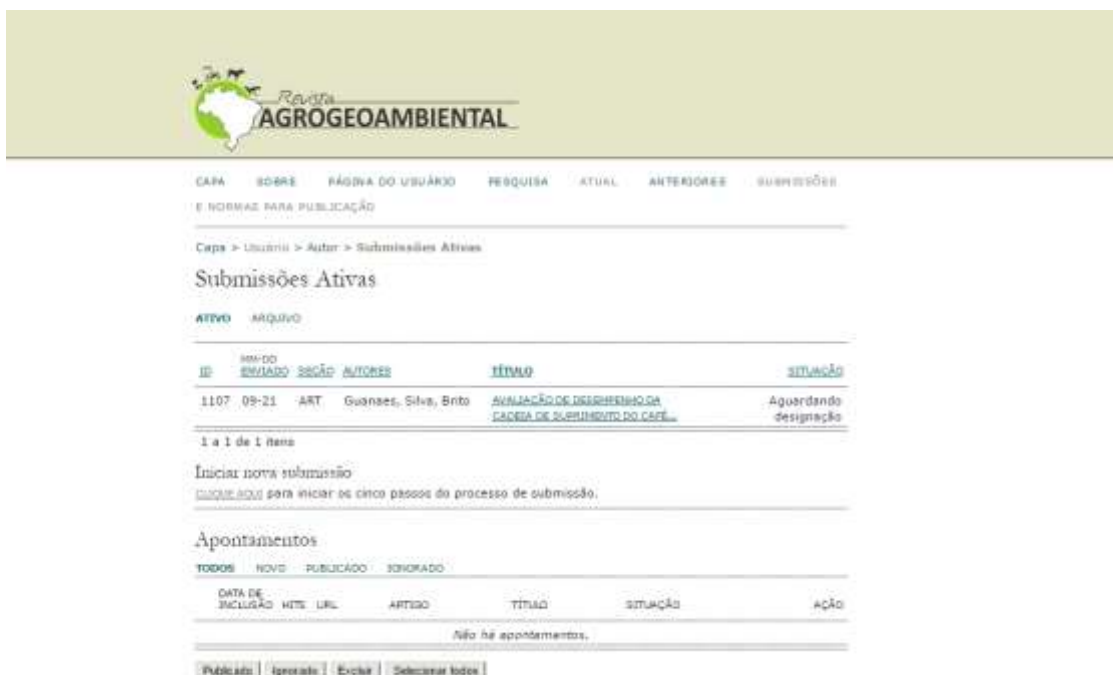 Revista
AGROGEOAMBIENTAL
CAPA SOBRE PÁGINA DO USUÁRIO PESQUISA ATUAL ANTERIORES SUBMISSÕES
E NORMAS PARA PUBLICAÇÃO
Capa > Usuário > Autor > Submissões Ativas
Submissões Ativas
ATIVO ARQUIVO
MM-DD
ID ENVIADO SEÇÃO AUTORES TÍTULO SITUAÇÃO
1107 09-21 ART Guanaes, Silva, Brito AVALIAÇÃO DE DESEMPENHO DA Aguardando
CADEIA DE SUPRIMENTO DO CAFÉ... designação
1 a 1 de 1 itens
Iniciar nova submissão
CLIQUE AQUI para iniciar os cinco passos do processo de submissão.
Apontamentos
TODOS NOVO PUBLICADO IGNORADO
DATA DE
INCLUSÃO HITS URL ARTIGO TÍTULO SITUAÇÃO AÇÃO
Não há apontamentos.
Publicado Ignorado Excluir Selecionar todos